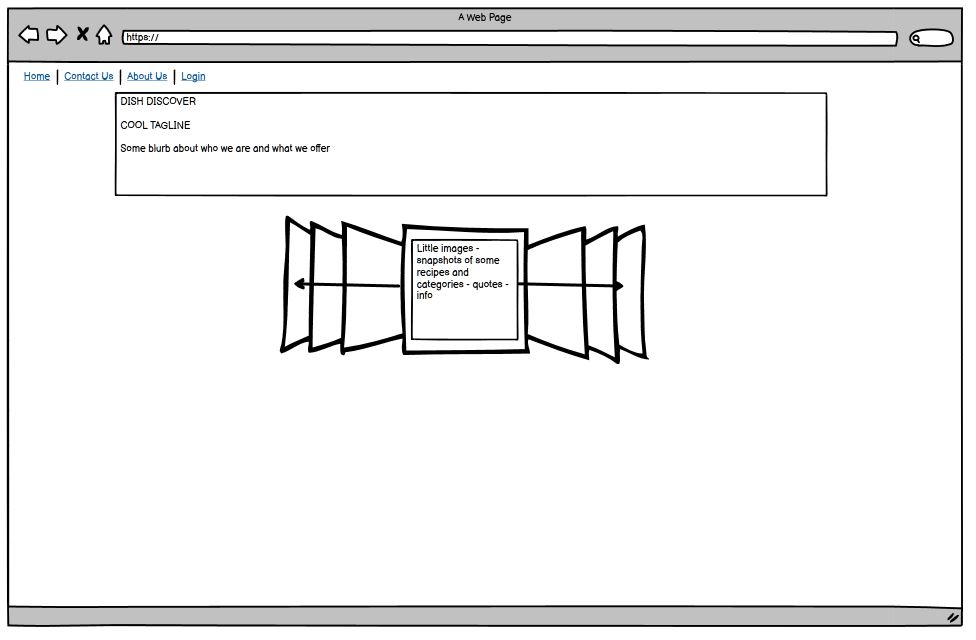 A Web Page
https://
Home | Contact Us | About Us | Login
DISH DISCOVER
COOL TAGLINE
Some blurb about who we are and what we offer
Little images -
snapshots of some
recipes and
categories - quotes -
info